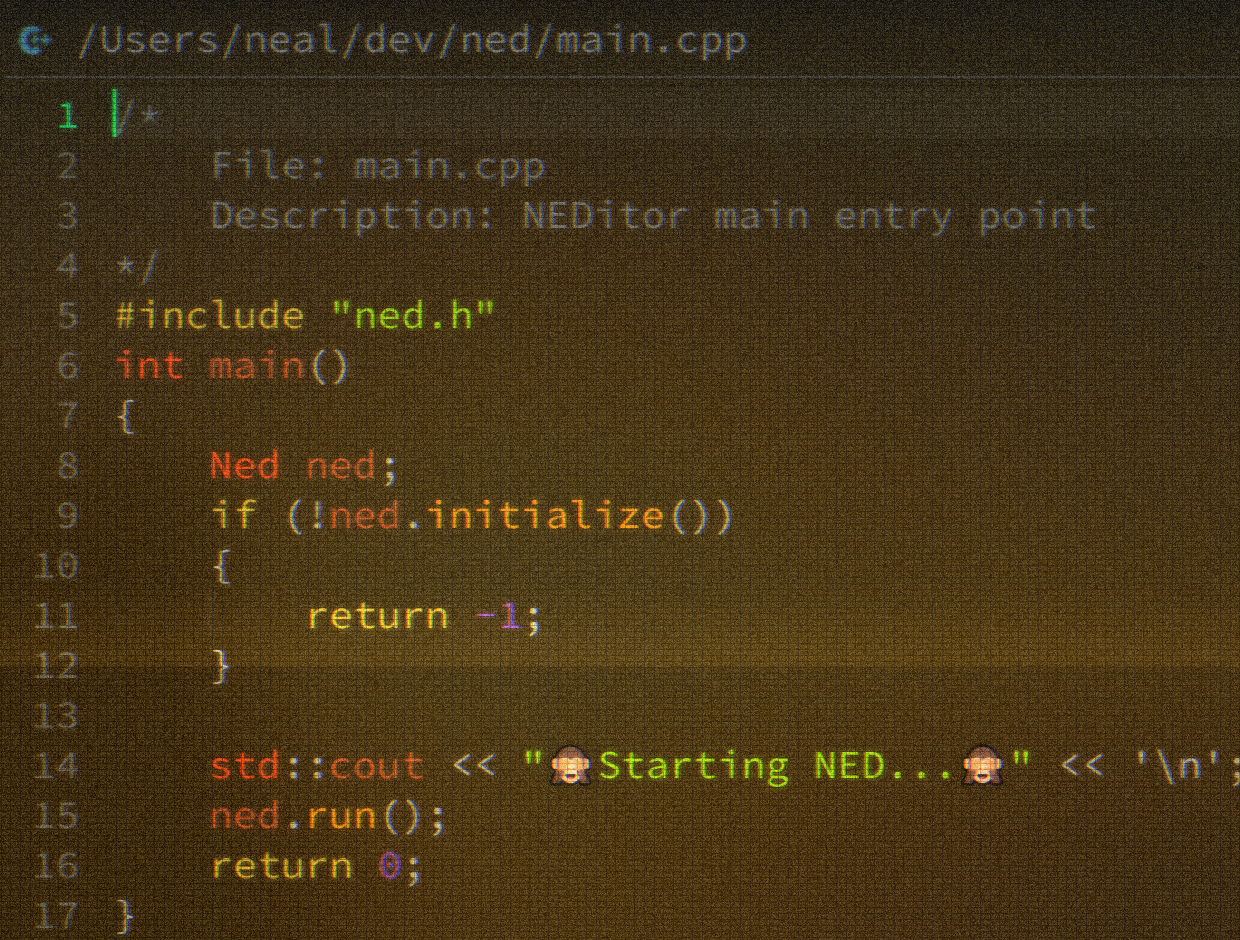 /Users/neal/dev/ned/main.cpp
1 /*
2     File: main.cpp
3     Description: NEDitor main entry point
4 */
5 #include "ned.h"
6 int main()
7 {
8     Ned ned;
9     if (!ned.initialize())
10     {
11         return -1;
12     }
13
14     std::cout << "🙈Starting NED...🙈" << '\n';
15     ned.run();
16     return 0;
17 }